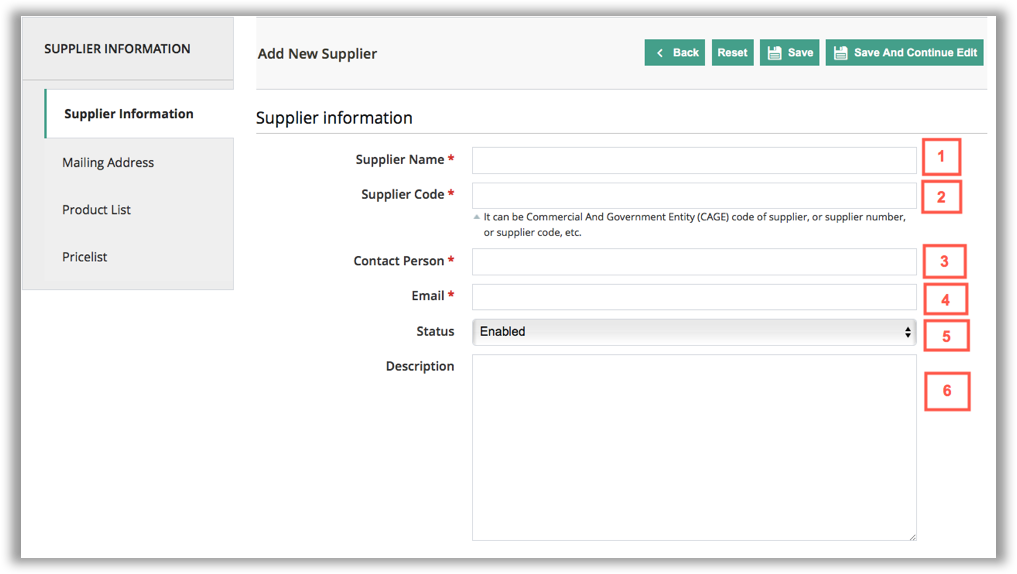 SUPPLIER INFORMATION
Supplier Information
Mailing Address
Product List
Pricelist
Add New Supplier
Back
Reset
Save
Save And Continue Edit
Supplier information
Supplier Name *
1
Supplier Code *
2
It can be Commercial And Government Entity (CAGE) code of supplier, or supplier number,
or supplier code, etc.
Contact Person *
3
Email *
4
Status
Enabled
5
Description
6